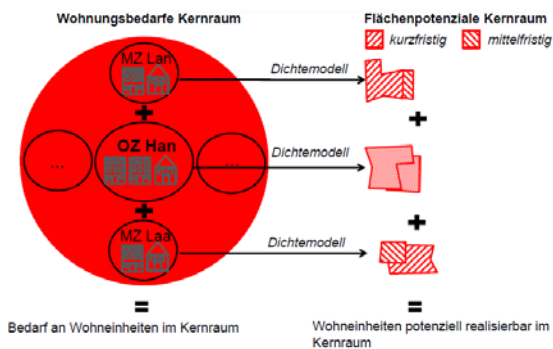 Wohnungsbedarfe Kernraum
Flächenpotenziale Kernraum
kurzfristig
mittelfristig
MZ Lan
Dichtemodell
+
+
...
OZ Han
...
Dichtemodell
+
+
MZ Laa
Dichtemodell
=
=
Bedarf an Wohneinheiten im Kernraum
Wohneinheiten potenziell realisierbar im
Kernraum